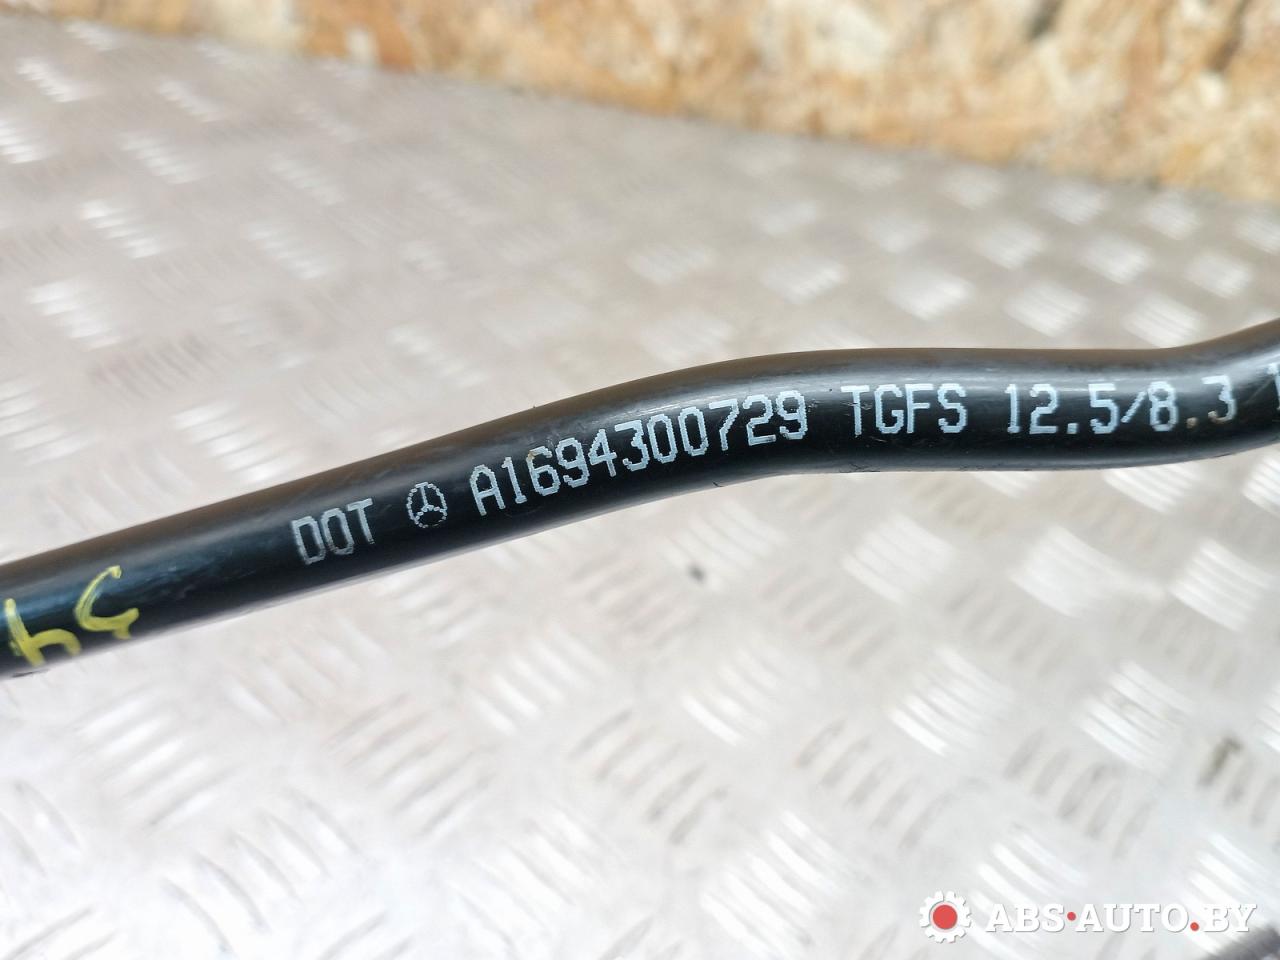 DOT A1694300729 TGFS 12.5/8.3
ABS-AUTO.BY